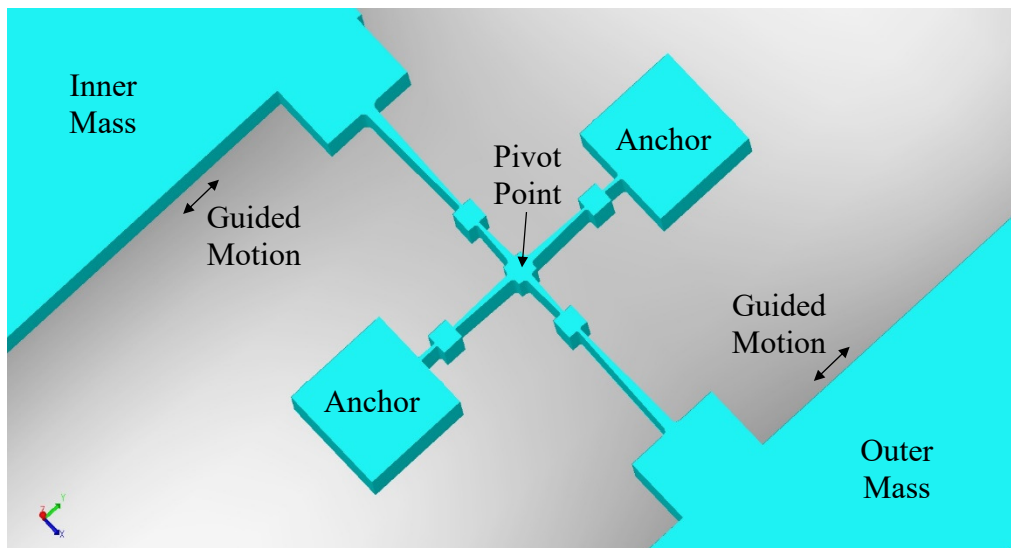 Inner
Mass
Anchor
Pivot
Point
Guided
Motion
Guided
Motion
Anchor
Outer
Mass
Z
Y
X